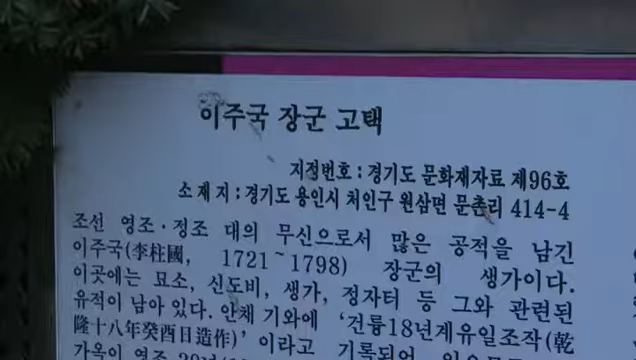 이주국 장군 고택
지정번호 : 경기도 문화재자료 제96호
소 재 지 : 경기도 용인시 처인구 원삼면 문촌리 414-4
조선 영조·정조 대의 무신으로서 많은 공적을 남긴
이주국(李柱國, 1721~1798) 장군의 생가이다.
이곳에는 묘소, 신도비, 생가, 정자터 등 그와 관련된
유적이 남아 있다. 안채 기와에 '건륭18년계유일조작(乾
隆十八年癸酉日造作)' 이라고 기록되어
가옥이 영조